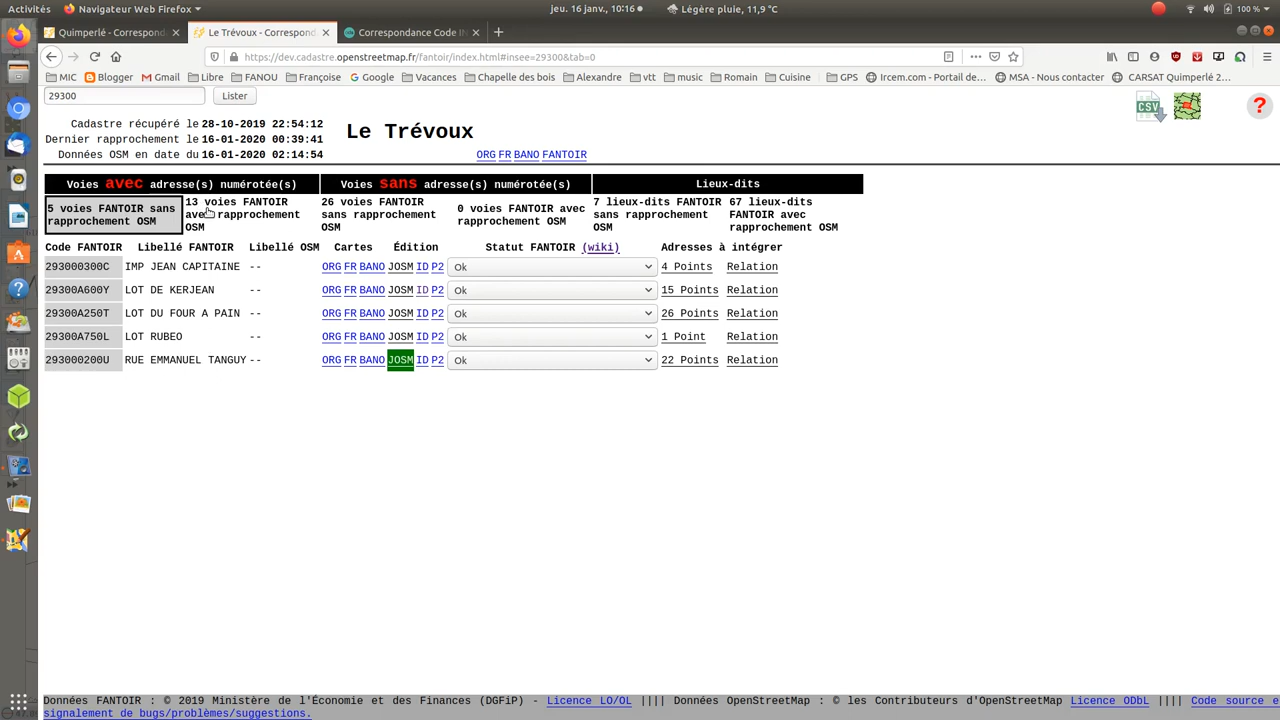 Activités Navigateur Web Firefox jeu. 16 janv., 10:16 Légère pluie, 11,9 °C 100 %
Quimperlé - Correspond Le Trévoux - Correspondan Correspondance Code IN
https://dev.cadastre.openstreetmap.fr/fantoir/index.html#insee=29300&tab=0
MIC Blogger Gmail Libre FANOU Françoise Google Vacances Chapelle des bois Alexandre vtt music Romain Cuisine GPS Ircem.com - Portail de… MSA - Nous contacter CARSAT Quimperlé 2…
29300 Lister
CSV ?
Cadastre récupéré le 28-10-2019 22:54:12
Le Trévoux
Dernier rapprochement le 16-01-2020 00:39:41
Données OSM en date du 16-01-2020 02:14:54
ORG FR BANO FANTOIR
Voies avec adresse(s) numérotée(s) Voies sans adresse(s) numérotée(s) Lieux-dits
5 voies FANTOIR sans rapprochement OSM
13 voies FANTOIR avec rapprochement OSM
26 voies FANTOIR sans rapprochement OSM
0 voies FANTOIR avec rapprochement OSM
7 lieux-dits FANTOIR sans rapprochement OSM
67 lieux-dits FANTOIR avec rapprochement OSM
Code FANTOIR Libellé FANTOIR Libellé OSM Cartes Édition Statut FANTOIR (wiki) Adresses à intégrer
293000300C IMP JEAN CAPITAINE -- ORG FR BANO JOSM ID P2 Ok 4 Points Relation
29300A600Y LOT DE KERJEAN -- ORG FR BANO JOSM ID P2 Ok 15 Points Relation
29300A250T LOT DU FOUR A PAIN -- ORG FR BANO JOSM ID P2 Ok 26 Points Relation
29300A750L LOT RUBEO -- ORG FR BANO JOSM ID P2 Ok 1 Point Relation
293000200U RUE EMMANUEL TANGUY -- ORG FR BANO JOSM ID P2 Ok 22 Points Relation
Données FANTOIR : © 2019 Ministère de l'Économie et des Finances (DGFiP) - Licence LO/OL |||| Données OpenStreetMap : © les Contributeurs d'OpenStreetMap Licence ODbL |||| Code source e
signalement de bugs/problèmes/suggestions.